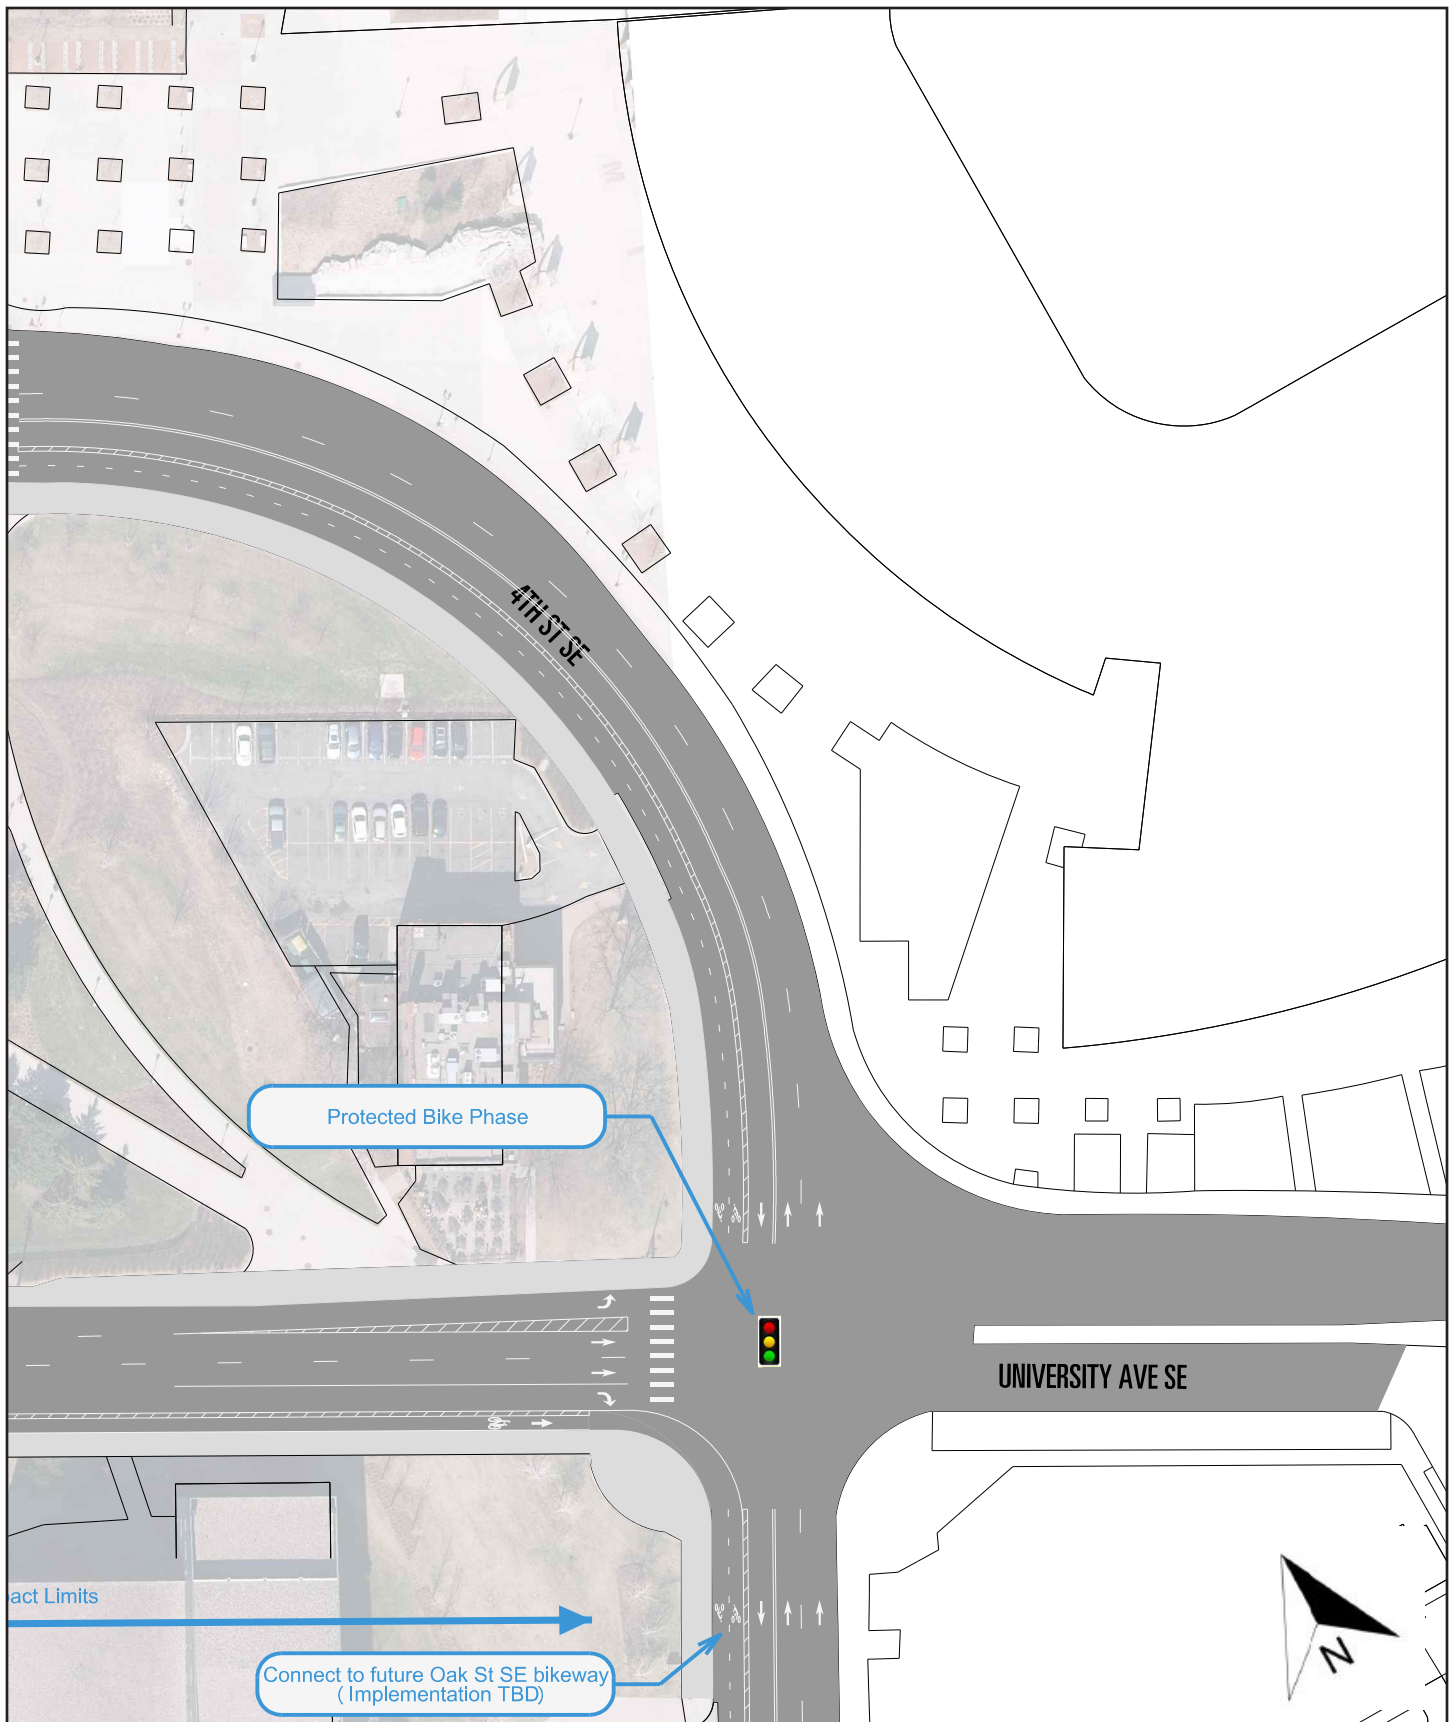 4TH ST SE
Protected Bike Phase
UNIVERSITY AVE SE
act Limits
Connect to future Oak St SE bikeway
( Implementation TBD)
N